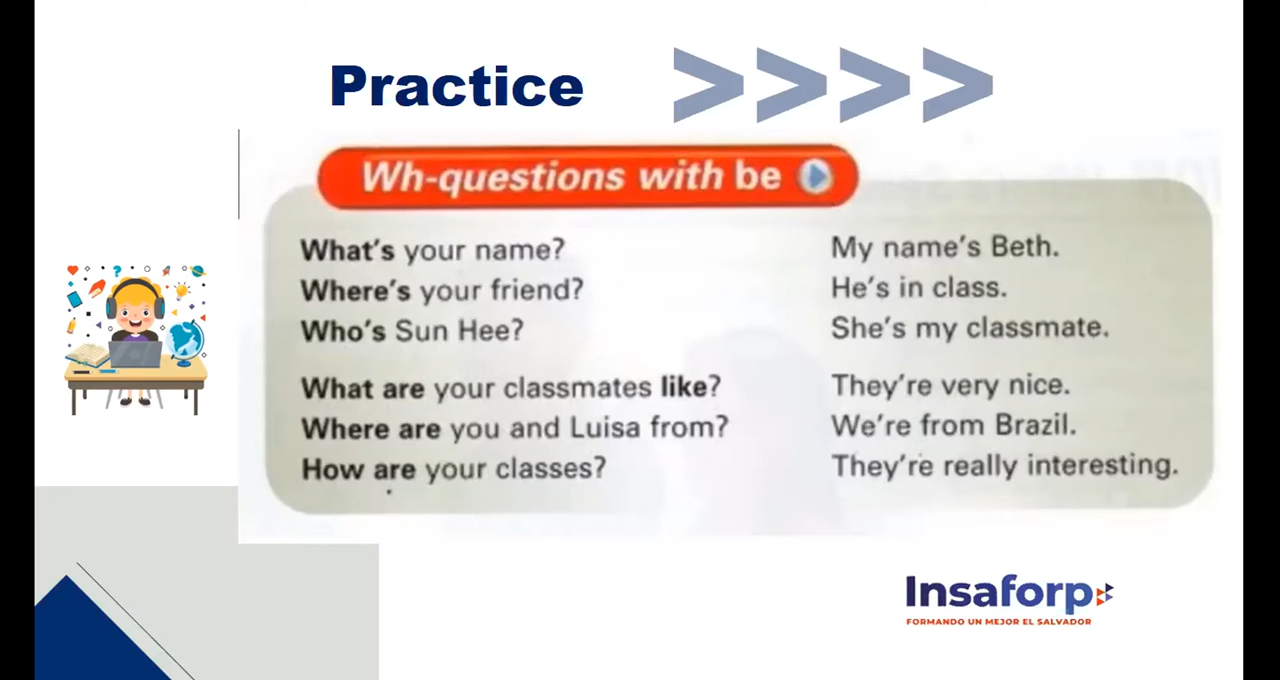 Practice
Wh-questions with be
What's your name? My name's Beth.
Where's your friend? He's in class.
Who's Sun Hee? She's my classmate.
What are your classmates like? They're very nice.
Where are you and Luisa from? We're from Brazil.
How are your classes? They're really interesting.
Insaforp
FORMANDO UN MEJOR EL SALVADOR